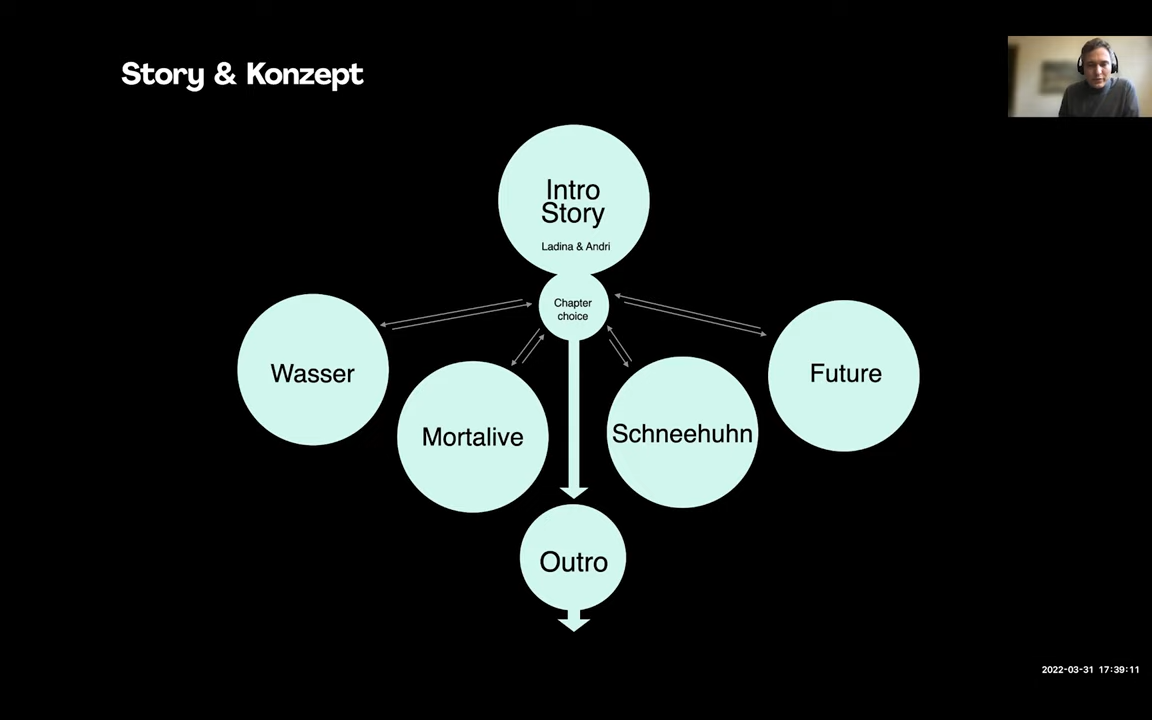 Story & Konzept
Intro
Story
Ladina & Andri
Chapter
choice
Wasser
Mortalive
Schneehuhn
Future
Outro
2022-03-31 17:39:11